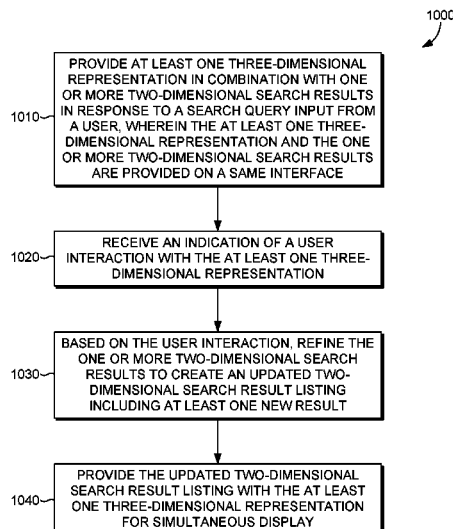 1000
PROVIDE AT LEAST ONE THREE-DIMENSIONAL
REPRESENTATION IN COMBINATION WITH ONE
OR MORE TWO-DIMENSIONAL SEARCH RESULTS
IN RESPONSE TO A SEARCH QUERY INPUT FROM
A USER, WHEREIN THE AT LEAST ONE THREE-
DIMENSIONAL REPRESENTATION AND THE ONE
OR MORE TWO-DIMENSIONAL SEARCH RESULTS
ARE PROVIDED ON A SAME INTERFACE
1010
RECEIVE AN INDICATION OF A USER
INTERACTION WITH THE AT LEAST ONE THREE-
DIMENSIONAL REPRESENTATION
1020
BASED ON THE USER INTERACTION, REFINE THE
ONE OR MORE TWO-DIMENSIONAL SEARCH
RESULTS TO CREATE AN UPDATED TWO-
DIMENSIONAL SEARCH RESULT LISTING
INCLUDING AT LEAST ONE NEW RESULT
1030
PROVIDE THE UPDATED TWO-DIMENSIONAL
SEARCH RESULT LISTING WITH THE AT LEAST
ONE THREE-DIMENSIONAL REPRESENTATION
FOR SIMULTANEOUS DISPLAY
1040